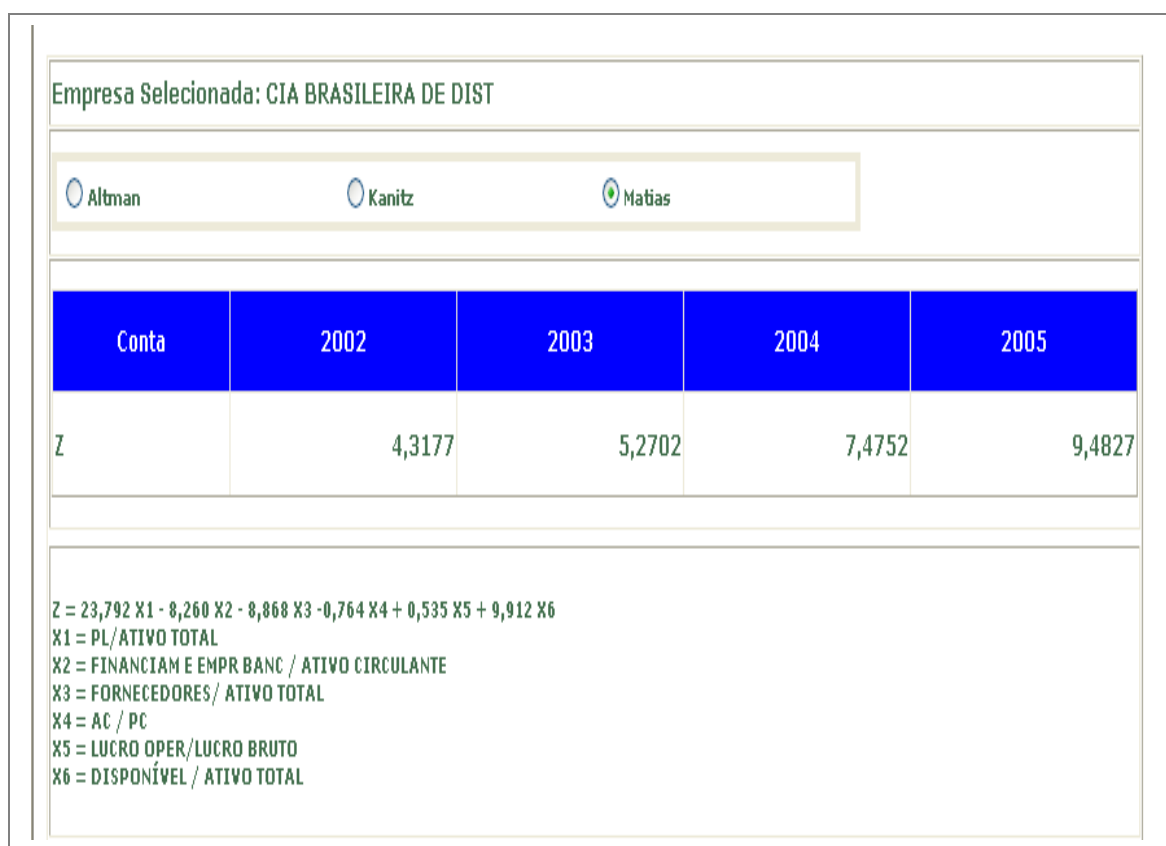 Empresa Selecionada: CIA BRASILEIRA DE DIST
Altman Kanitz Matias
Conta 2002 2003 2004 2005
Z 4,3177 5,2702 7,4752 9,4827
Z = 23,792 X1 - 8,260 X2 - 8,868 X3 -0,764 X4 + 0,535 X5 + 9,912 X6
X1 = PL/ATIVO TOTAL
X2 = FINANCIAM E EMPR BANC / ATIVO CIRCULANTE
X3 = FORNECEDORES/ ATIVO TOTAL
X4 = AC / PC
X5 = LUCRO OPER/LUCRO BRUTO
X6 = DISPONÍVEL / ATIVO TOTAL